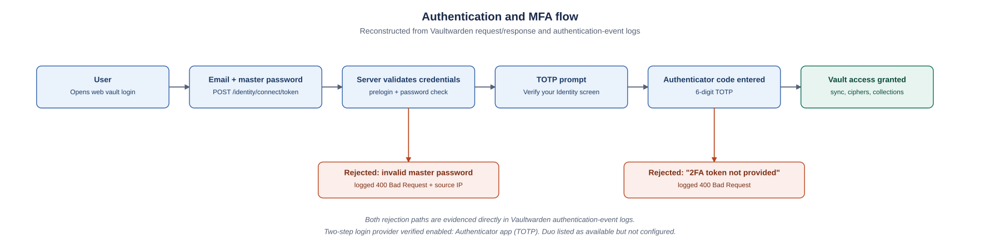 Authentication and MFA flow
Reconstructed from Vaultwarden request/response and authentication-event logs
User
Opens web vault login
Email + master password
POST /identity/connect/token
Server validates credentials
prelogin + password check
TOTP prompt
Verify your Identity screen
Authenticator code entered
6-digit TOTP
Vault access granted
sync, ciphers, collections
Rejected: invalid master password
logged 400 Bad Request + source IP
Rejected: "2FA token not provided"
logged 400 Bad Request
Both rejection paths are evidenced directly in Vaultwarden authentication-event logs.
Two-step login provider verified enabled: Authenticator app (TOTP). Duo listed as available but not configured.